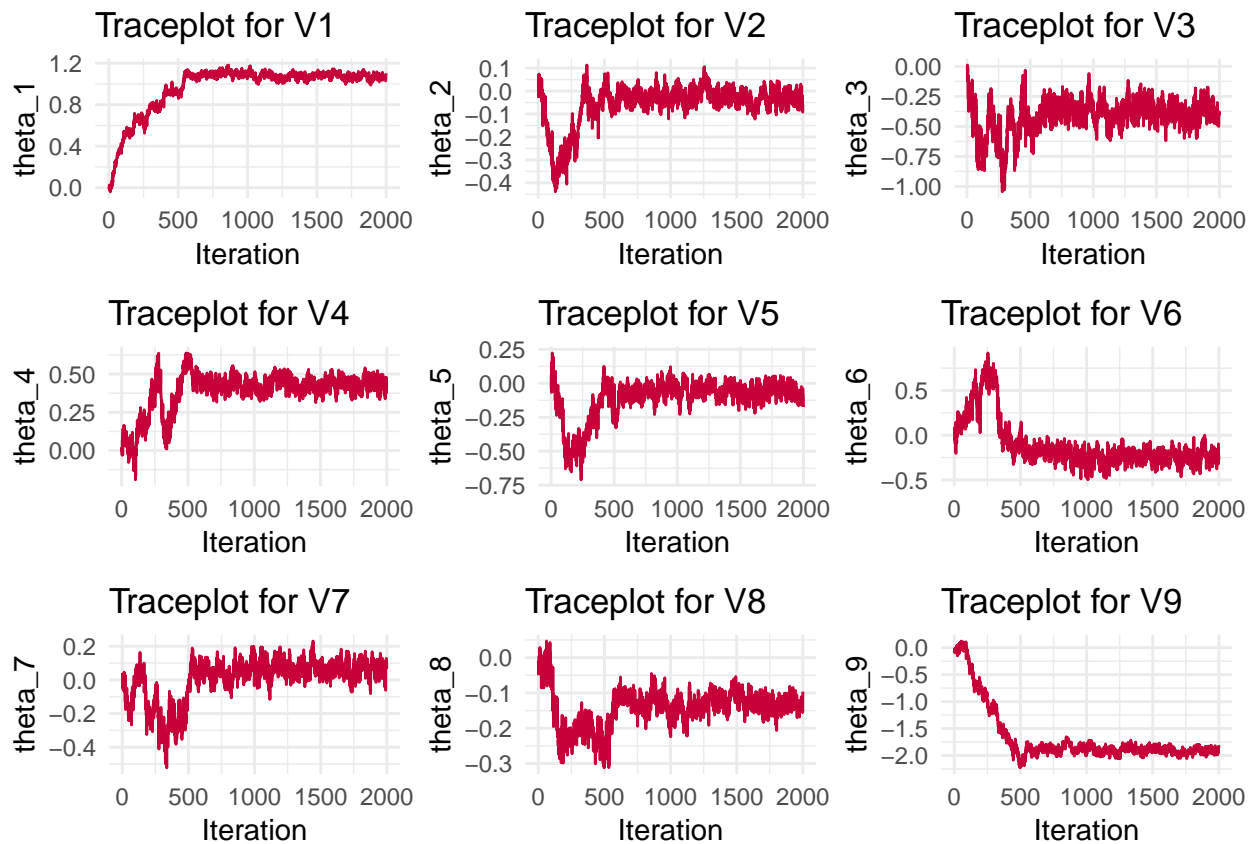 Traceplot for V1
theta_1
1.2
0.8
0.4
0.0
0 500 1000 1500 2000
Iteration
Traceplot for V2
theta_2
0.1
0.0
−0.1
−0.2
−0.3
−0.4
0 500 1000 1500 2000
Iteration
Traceplot for V3
theta_3
0.00
−0.25
−0.50
−0.75
−1.00
0 500 1000 1500 2000
Iteration
Traceplot for V4
theta_4
0.50
0.25
0.00
0 500 1000 1500 2000
Iteration
Traceplot for V5
theta_5
0.25
0.00
−0.25
−0.50
−0.75
0 500 1000 1500 2000
Iteration
Traceplot for V6
theta_6
0.5
0.0
−0.5
0 500 1000 1500 2000
Iteration
Traceplot for V7
theta_7
0.2
0.0
−0.2
−0.4
0 500 1000 1500 2000
Iteration
Traceplot for V8
theta_8
0.0
−0.1
−0.2
−0.3
0 500 1000 1500 2000
Iteration
Traceplot for V9
theta_9
0.0
−0.5
−1.0
−1.5
−2.0
0 500 1000 1500 2000
Iteration